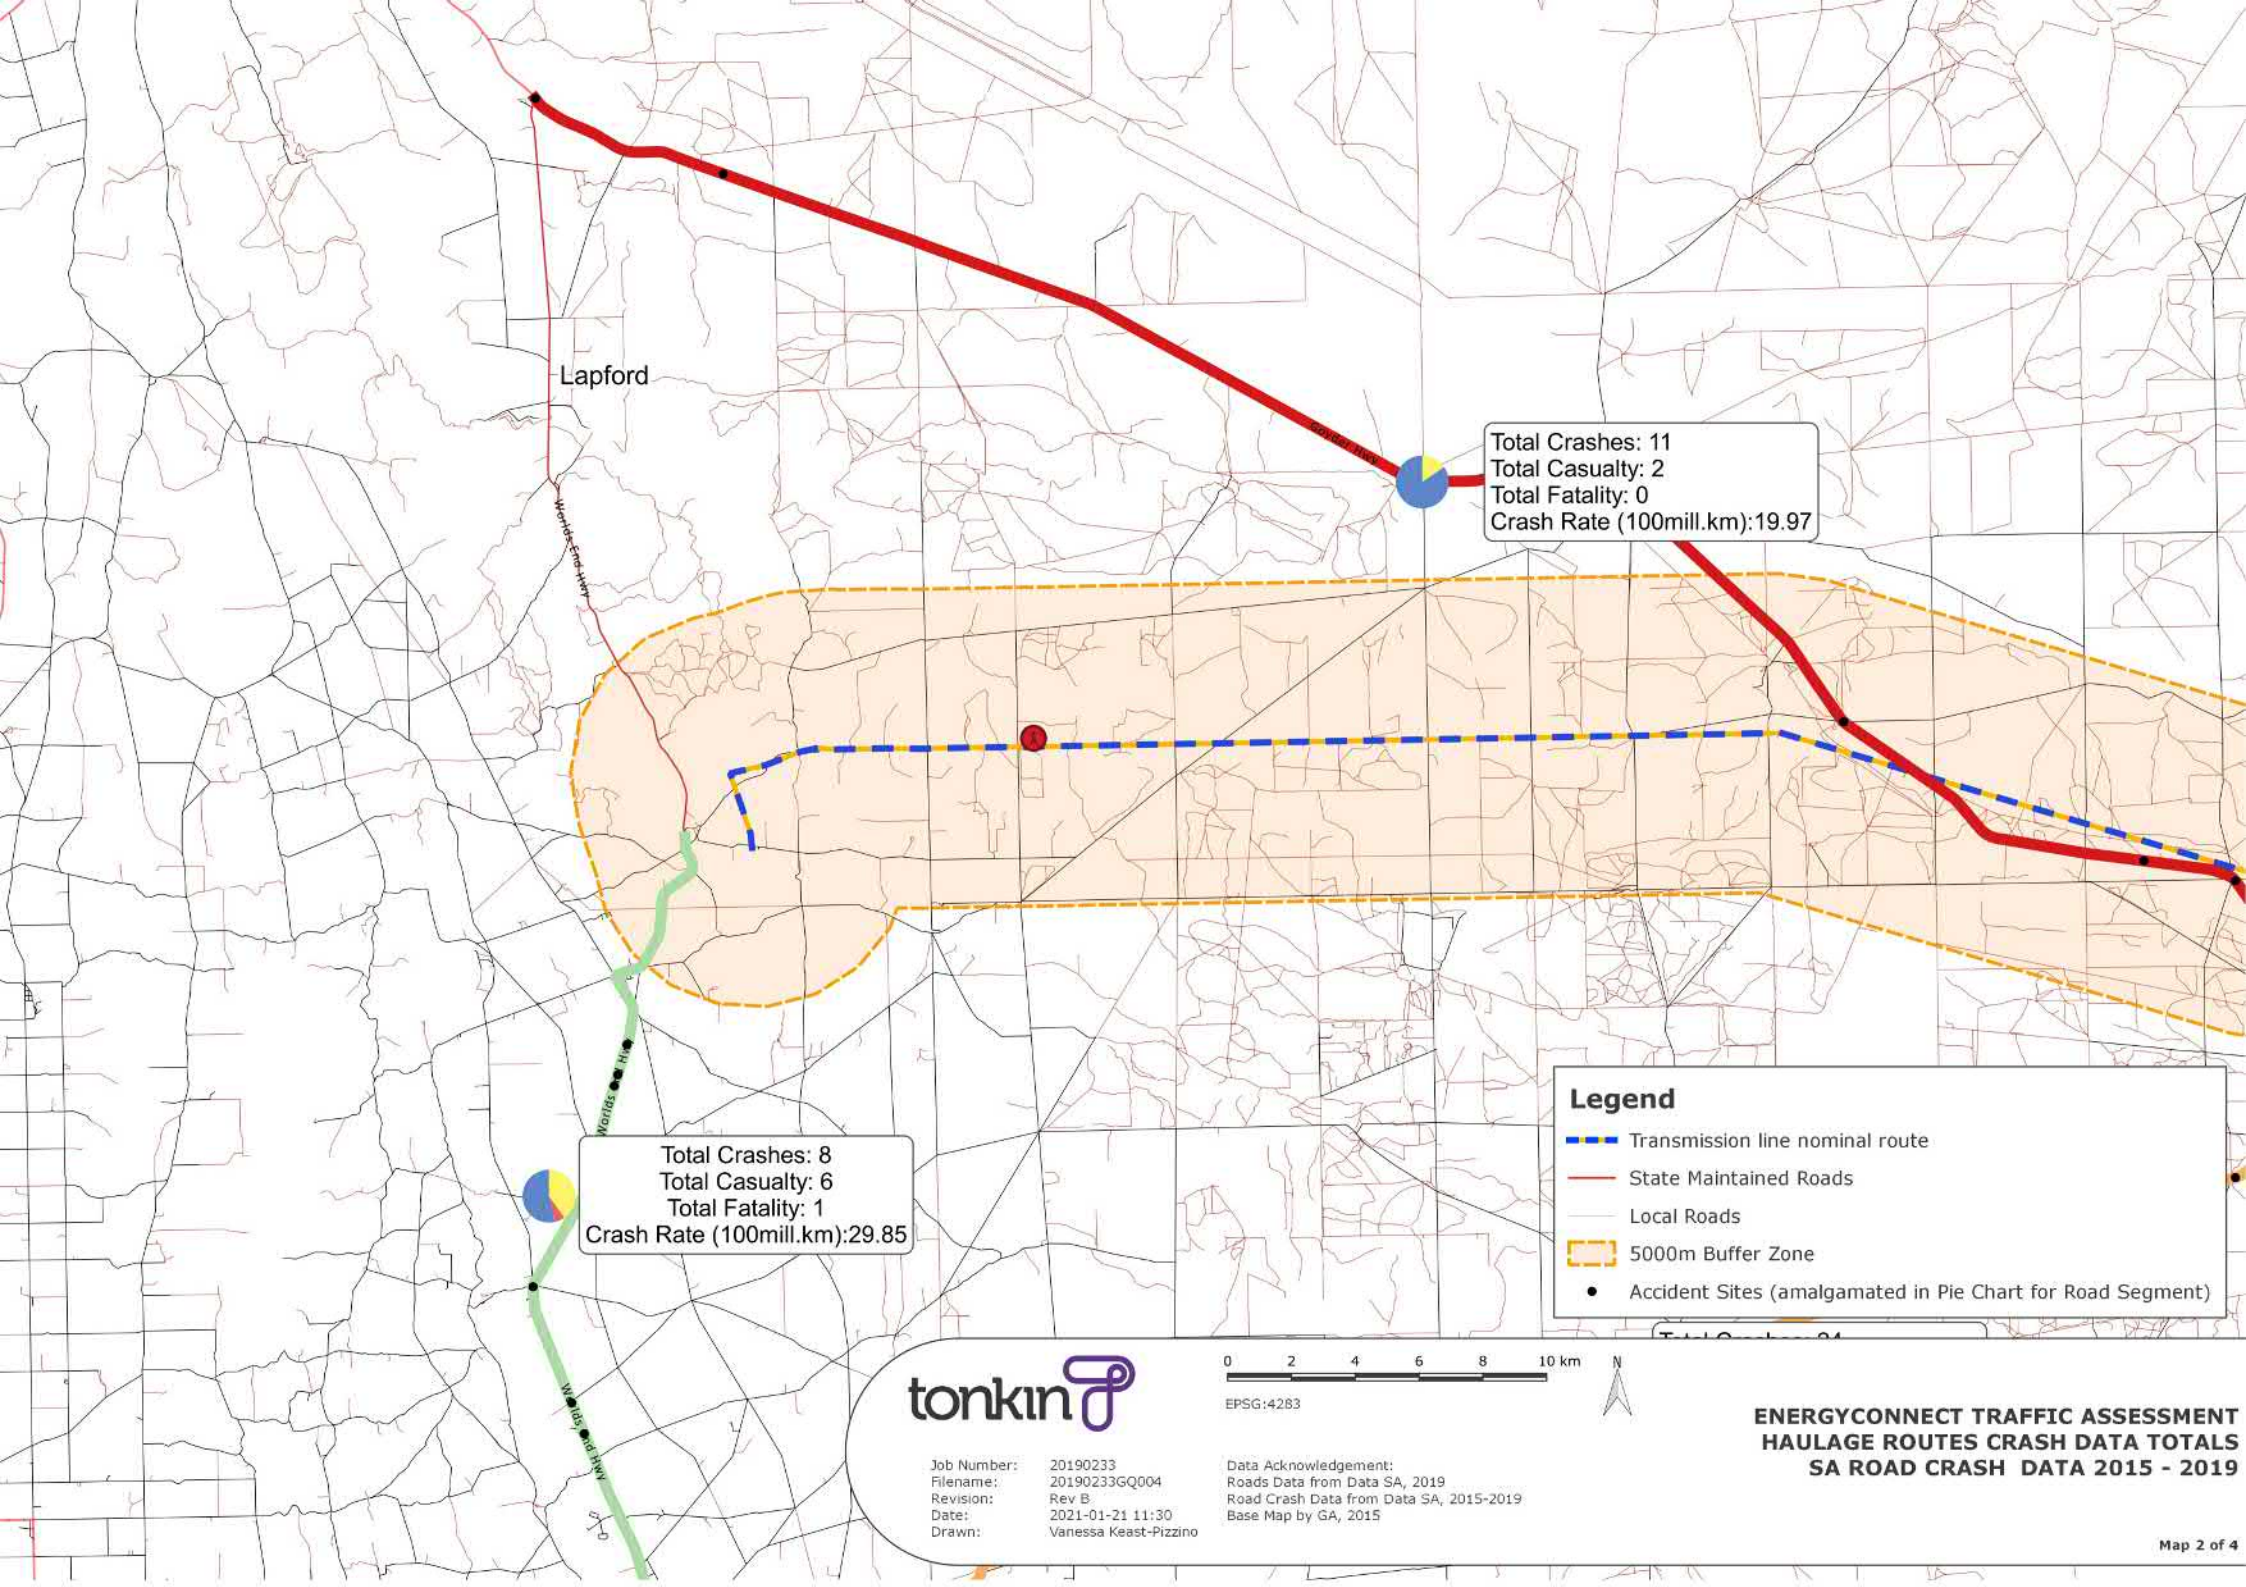 Lapford
Goyder Hwy
Total Crashes: 11
Total Casualty: 2
Total Fatality: 0
Crash Rate (100mill.km):19.97
Worlds End Hwy
Worlds Hwy
Total Crashes: 8
Total Casualty: 6
Total Fatality: 1
Crash Rate (100mill.km):29.85
Legend
Transmission line nominal route
State Maintained Roads
Local Roads
5000m Buffer Zone
Accident Sites (amalgamated in Pie Chart for Road Segment)
Worlds End Hwy
tonkin
0 2 4 6 8 10 km
N
EPSG:4283
Job Number: 20190233
Filename: 20190233GQ004
Revision: Rev B
Date: 2021-01-21 11:30
Drawn: Vanessa Keast-Pizzino
Data Acknowledgement:
Roads Data from Data SA, 2019
Road Crash Data from Data SA, 2015-2019
Base Map by GA, 2015
ENERGYCONNECT TRAFFIC ASSESSMENT
HAULAGE ROUTES CRASH DATA TOTALS
SA ROAD CRASH DATA 2015 - 2019
Map 2 of 4